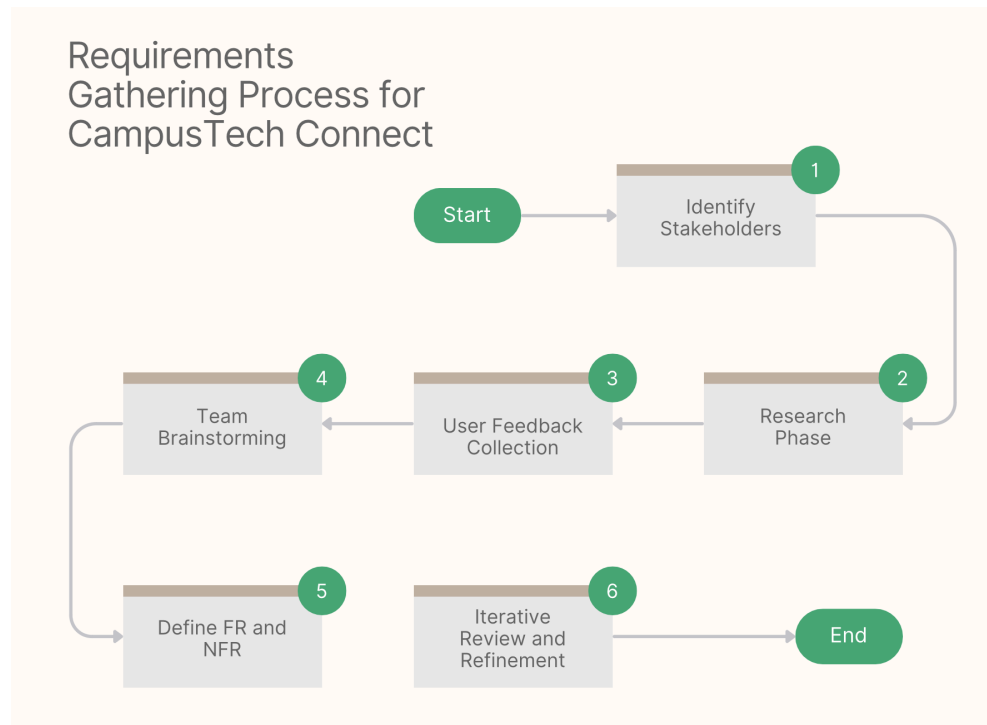 Requirements
Gathering Process for
CampusTech Connect
Start
1
Identify
Stakeholders
2
Research
Phase
3
User Feedback
Collection
4
Team
Brainstorming
5
Define FR and
NFR
6
Iterative
Review and
Refinement
End